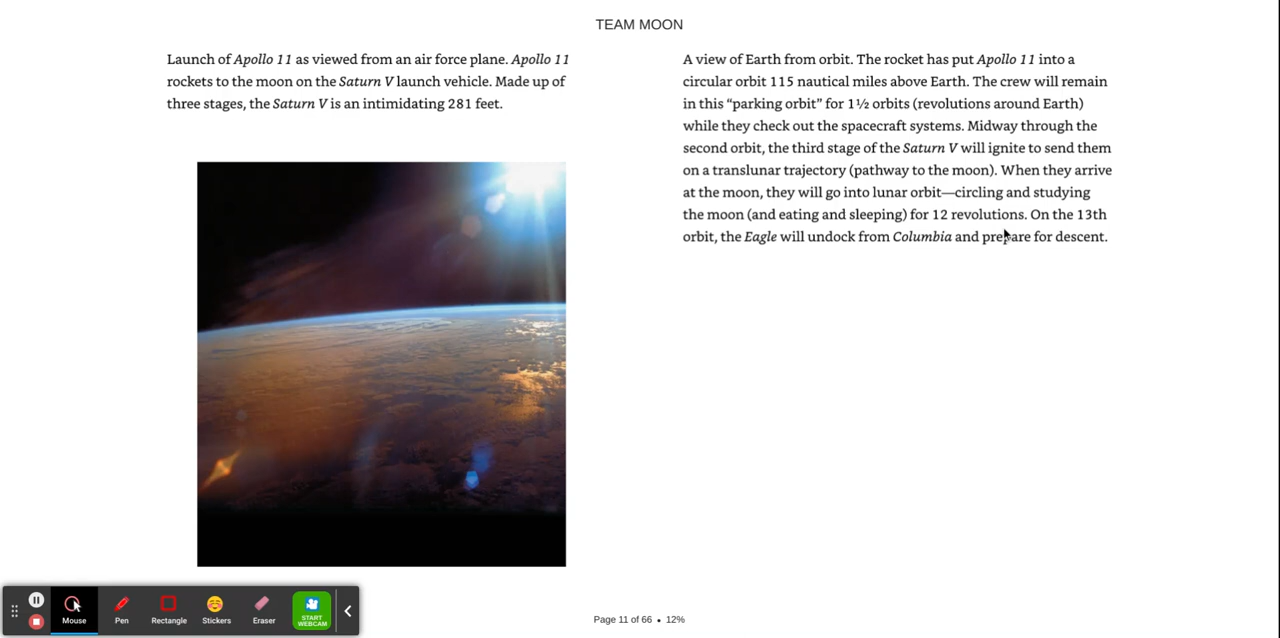 TEAM MOON
Launch of Apollo 11 as viewed from an air force plane. Apollo 11
rockets to the moon on the Saturn V launch vehicle. Made up of
three stages, the Saturn V is an intimidating 281 feet.
A view of Earth from orbit. The rocket has put Apollo 11 into a
circular orbit 115 nautical miles above Earth. The crew will remain
in this “parking orbit” for 1½ orbits (revolutions around Earth)
while they check out the spacecraft systems. Midway through the
second orbit, the third stage of the Saturn V will ignite to send them
on a translunar trajectory (pathway to the moon). When they arrive
at the moon, they will go into lunar orbit—circling and studying
the moon (and eating and sleeping) for 12 revolutions. On the 13th
orbit, the Eagle will undock from Columbia and prepare for descent.
Mouse
Pen
Rectangle
Stickers
Eraser
START
WEBCAM
Page 11 of 66 • 12%